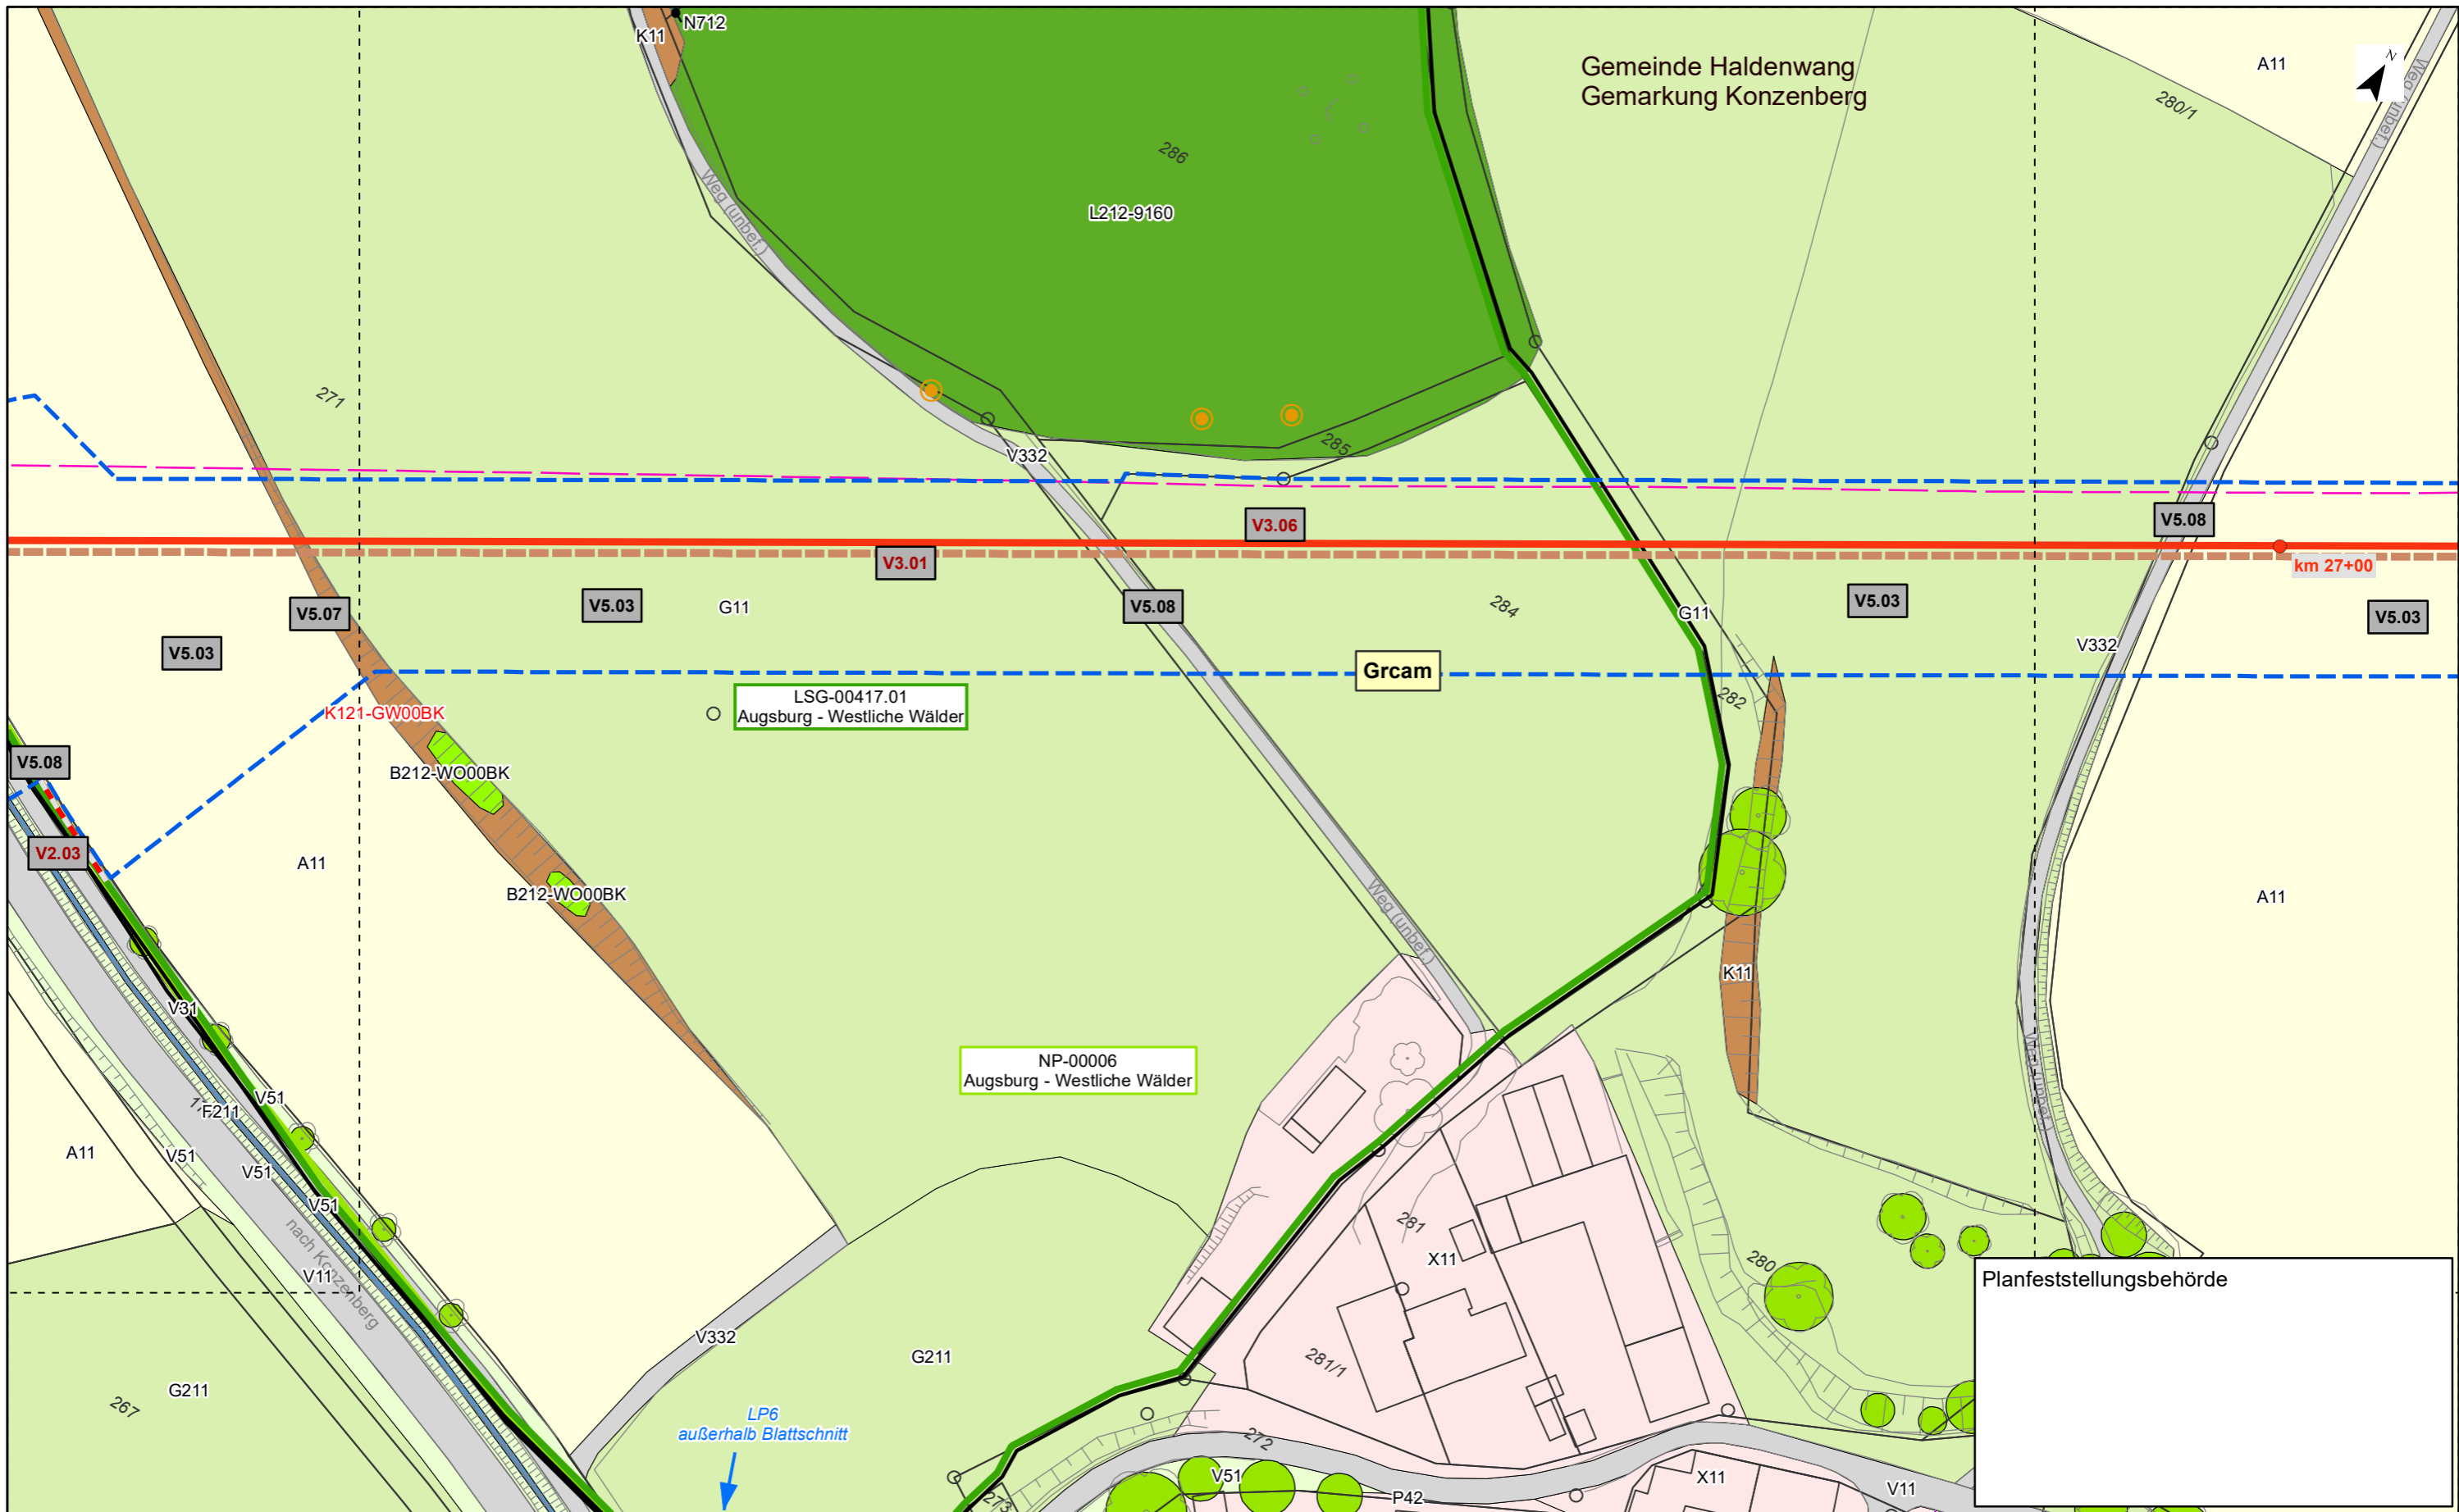 K11
N712
Gemeinde Haldenwang
Gemarkung Konzenberg
N
A11
280/1
Weg (unbef.)
286
L212-9160
Weg (unbef.)
271
285
V332
V3.06
V5.08
V3.01
km 27+00
V5.07
V5.03
G11
V5.08
284
G11
V5.03
V5.03
V5.03
V332
Grcam
282
K121-GW00BK
LSG-00417.01
Augsburg - Westliche Wälder
V5.08
B212-WO00BK
V2.03
A11
B212-WO00BK
A11
Weg (unbef.)
K11
V31
NP-00006
Augsburg - Westliche Wälder
V51
F211
A11
V51
V51
V51
nach Konzenberg
V11
281
X11
280
Planfeststellungsbehörde
V332
G211
281/1
G211
267
LP6
außerhalb Blattschnitt
272
V51
273
P42
X11
V11